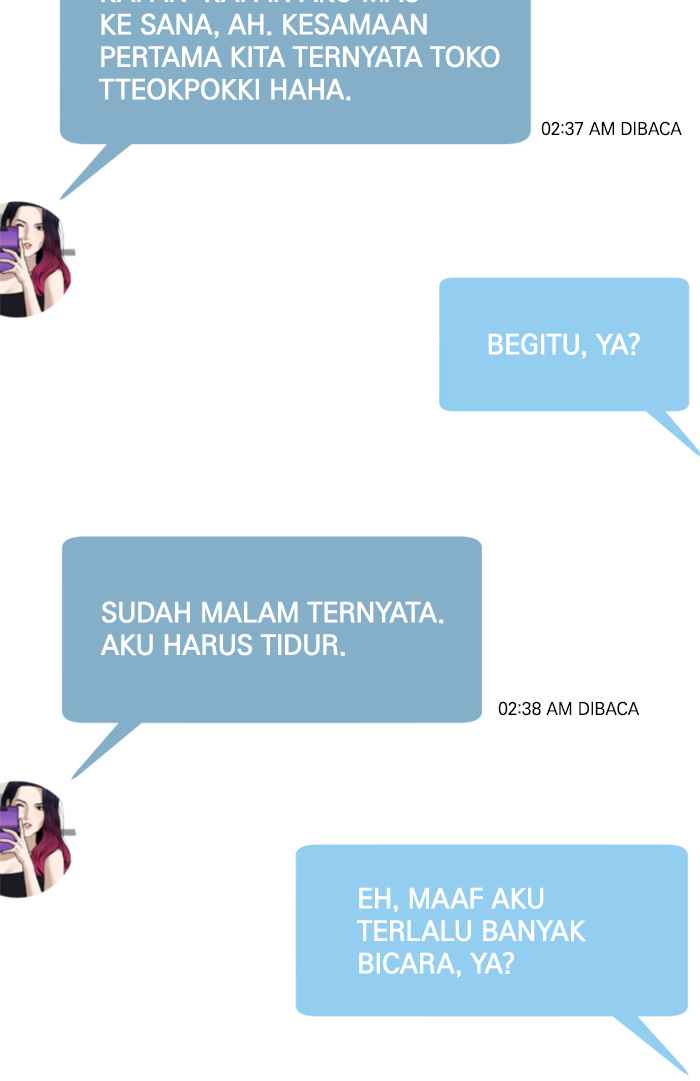 KE SANA, AH. KESAMAAN
PERTAMA KITA TERNYATA TOKO
TTEOKPOKKI HAHA.
02:37 AM DIBACA
BEGITU, YA?
SUDAH MALAM TERNYATA.
AKU HARUS TIDUR.
02:38 AM DIBACA
EH, MAAF AKU
TERLALU BANYAK
BICARA, YA?